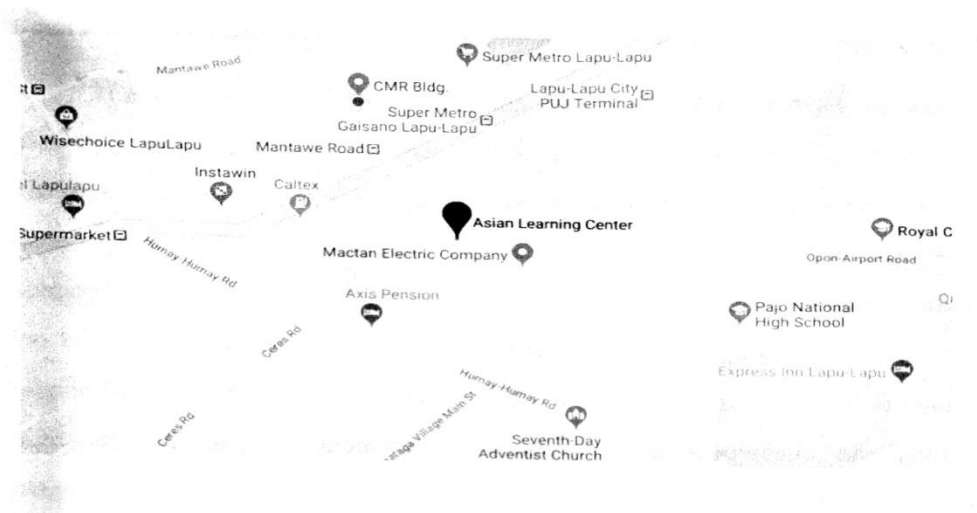 Super Metro Lapu-Lapu
Mantawe Road
CMR Bldg.
Lapu-Lapu City
PUJ Terminal
Super Metro
Gaisano Lapu-Lapu
Wisechoice LapuLapu
Mantawe Road
Instawin
Caltex
Lapulapu
Asian Learning Center
Supermarket
Royal C
Humay-Humay Rd
Mactan Electric Company
Opon-Airport Road
Axis Pension
Pajo National
High School
Ceres Rd
Express Inn Lapu-Lapu
Humay-Humay Rd
Village Main St
Ceres Rd
Seventh-Day
Adventist Church